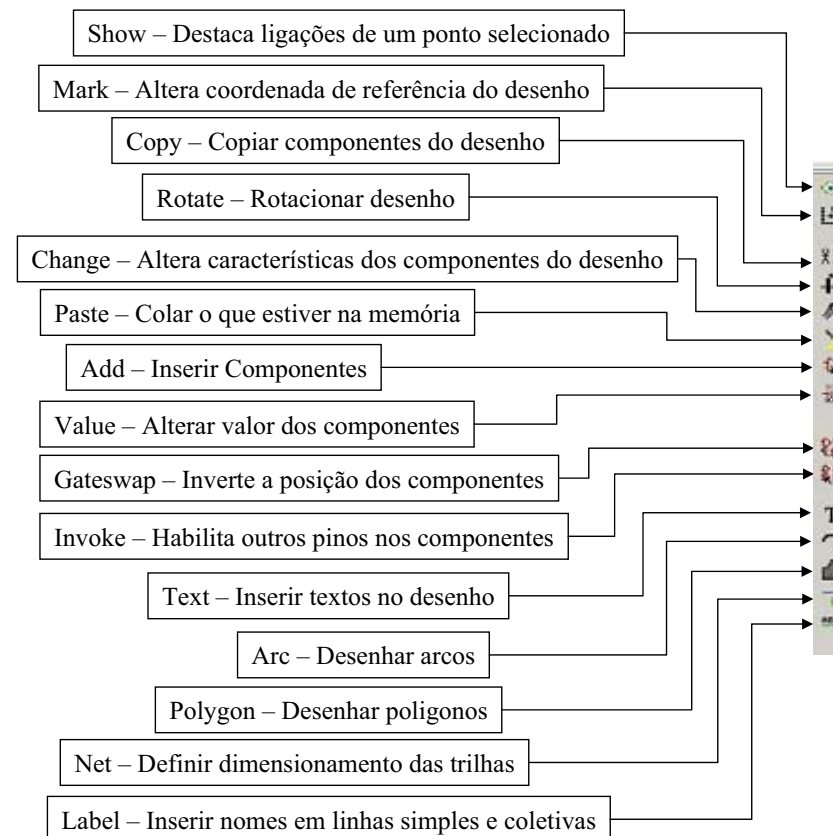 Show – Destaca ligações de um ponto selecionado
Mark – Altera coordenada de referência do desenho
Copy – Copiar componentes do desenho
Rotate – Rotacionar desenho
Change – Altera características dos componentes do desenho
Paste – Colar o que estiver na memória
Add – Inserir Componentes
Value – Alterar valor dos componentes
Gateswap – Inverte a posição dos componentes
Invoke – Habilita outros pinos nos componentes
Text – Inserir textos no desenho
Arc – Desenhar arcos
Polygon – Desenhar poligonos
Net – Definir dimensionamento das trilhas
Label – Inserir nomes em linhas simples e coletivas